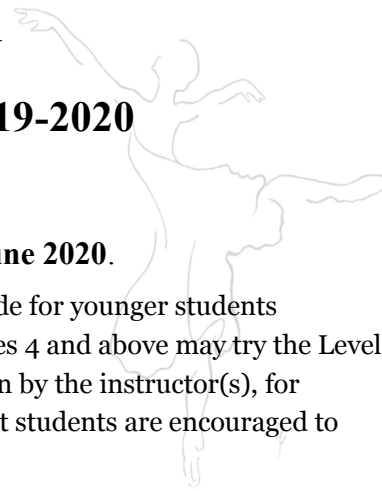 19-2020
une 2020.
de for younger students
es 4 and above may try the Level
n by the instructor(s), for
t students are encouraged to